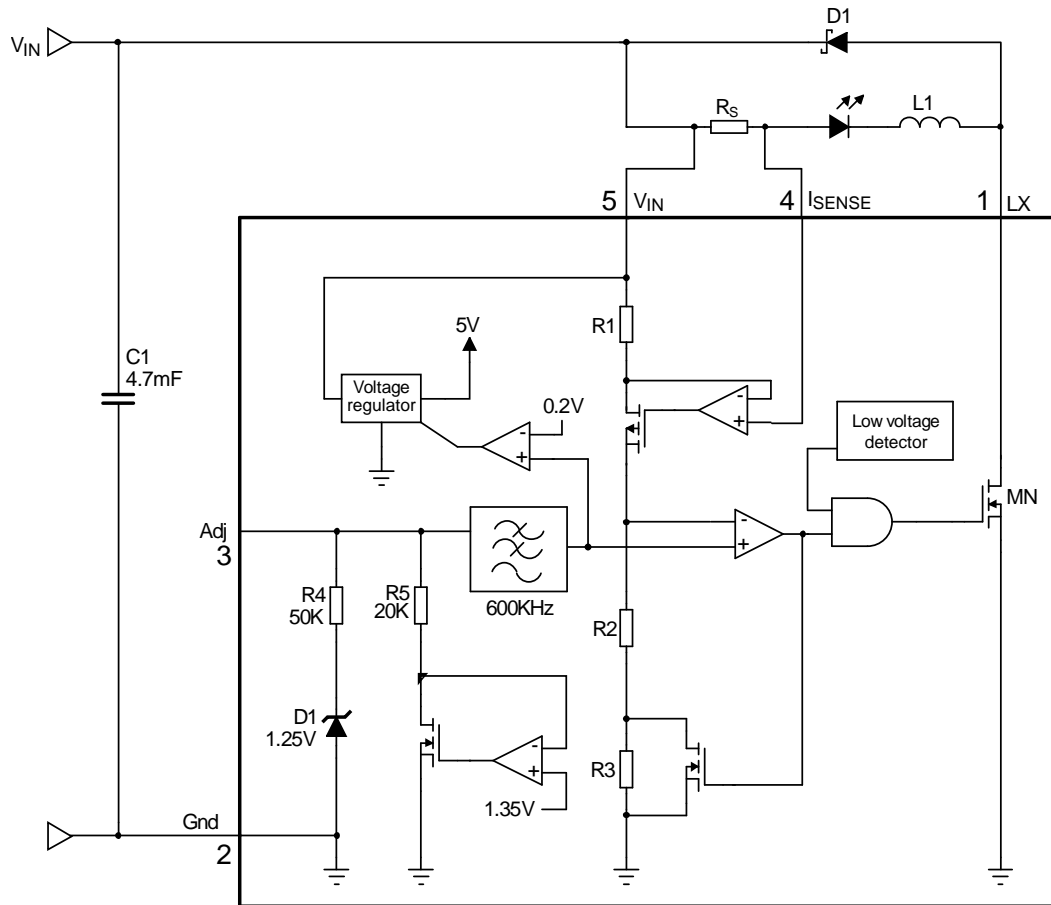 D1
VIN
RS
L1
5
VIN
4
ISENSE
1
LX
R1
5V
C1
4.7mF
Voltage
regulator
0.2V
-
+
-
+
Low voltage
detector
MN
Adj
3
-
+
R4
50K
R5
20K
600KHz
R2
D1
1.25V
-
+
R3
1.35V
Gnd
2